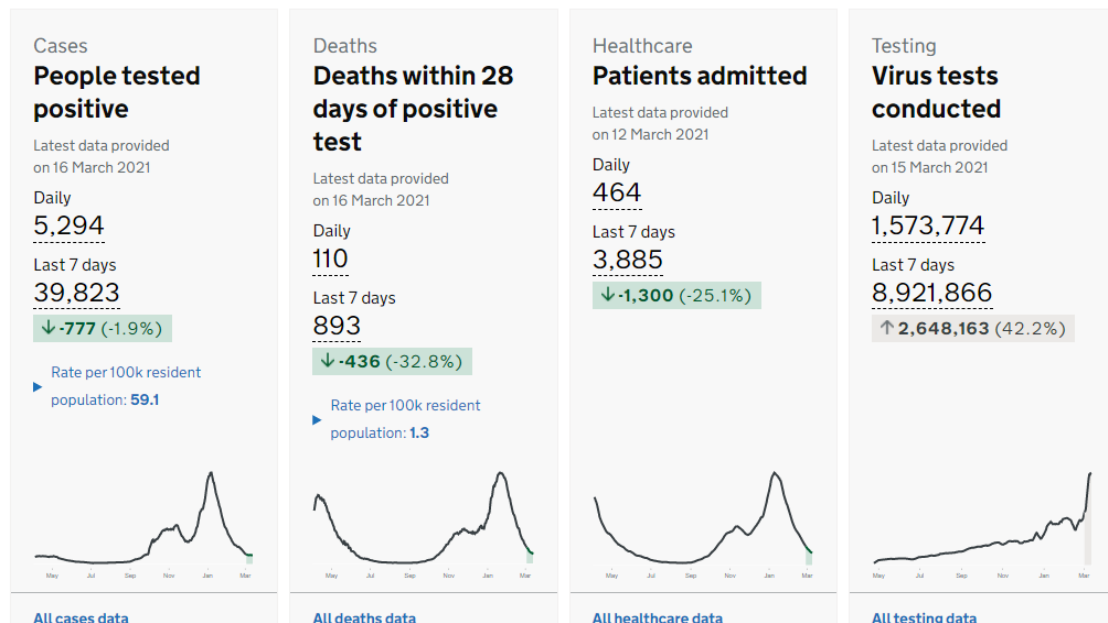 Cases
People tested
positive
Latest data provided
on 16 March 2021
Daily
5,294
Last 7 days
39,823
-777 (-1.9%)
Rate per 100k resident
population: 59.1
May Jul Sep Nov Jan Mar
All cases data
Deaths
Deaths within 28
days of positive
test
Latest data provided
on 16 March 2021
Daily
110
Last 7 days
893
-436 (-32.8%)
Rate per 100k resident
population: 1.3
May Jul Sep Nov Jan Mar
All deaths data
Healthcare
Patients admitted
Latest data provided
on 12 March 2021
Daily
464
Last 7 days
3,885
-1,300 (-25.1%)
May Jul Sep Nov Jan Mar
All healthcare data
Testing
Virus tests
conducted
Latest data provided
on 15 March 2021
Daily
1,573,774
Last 7 days
8,921,866
2,648,163 (42.2%)
May Jul Sep Nov Jan Mar
All testing data